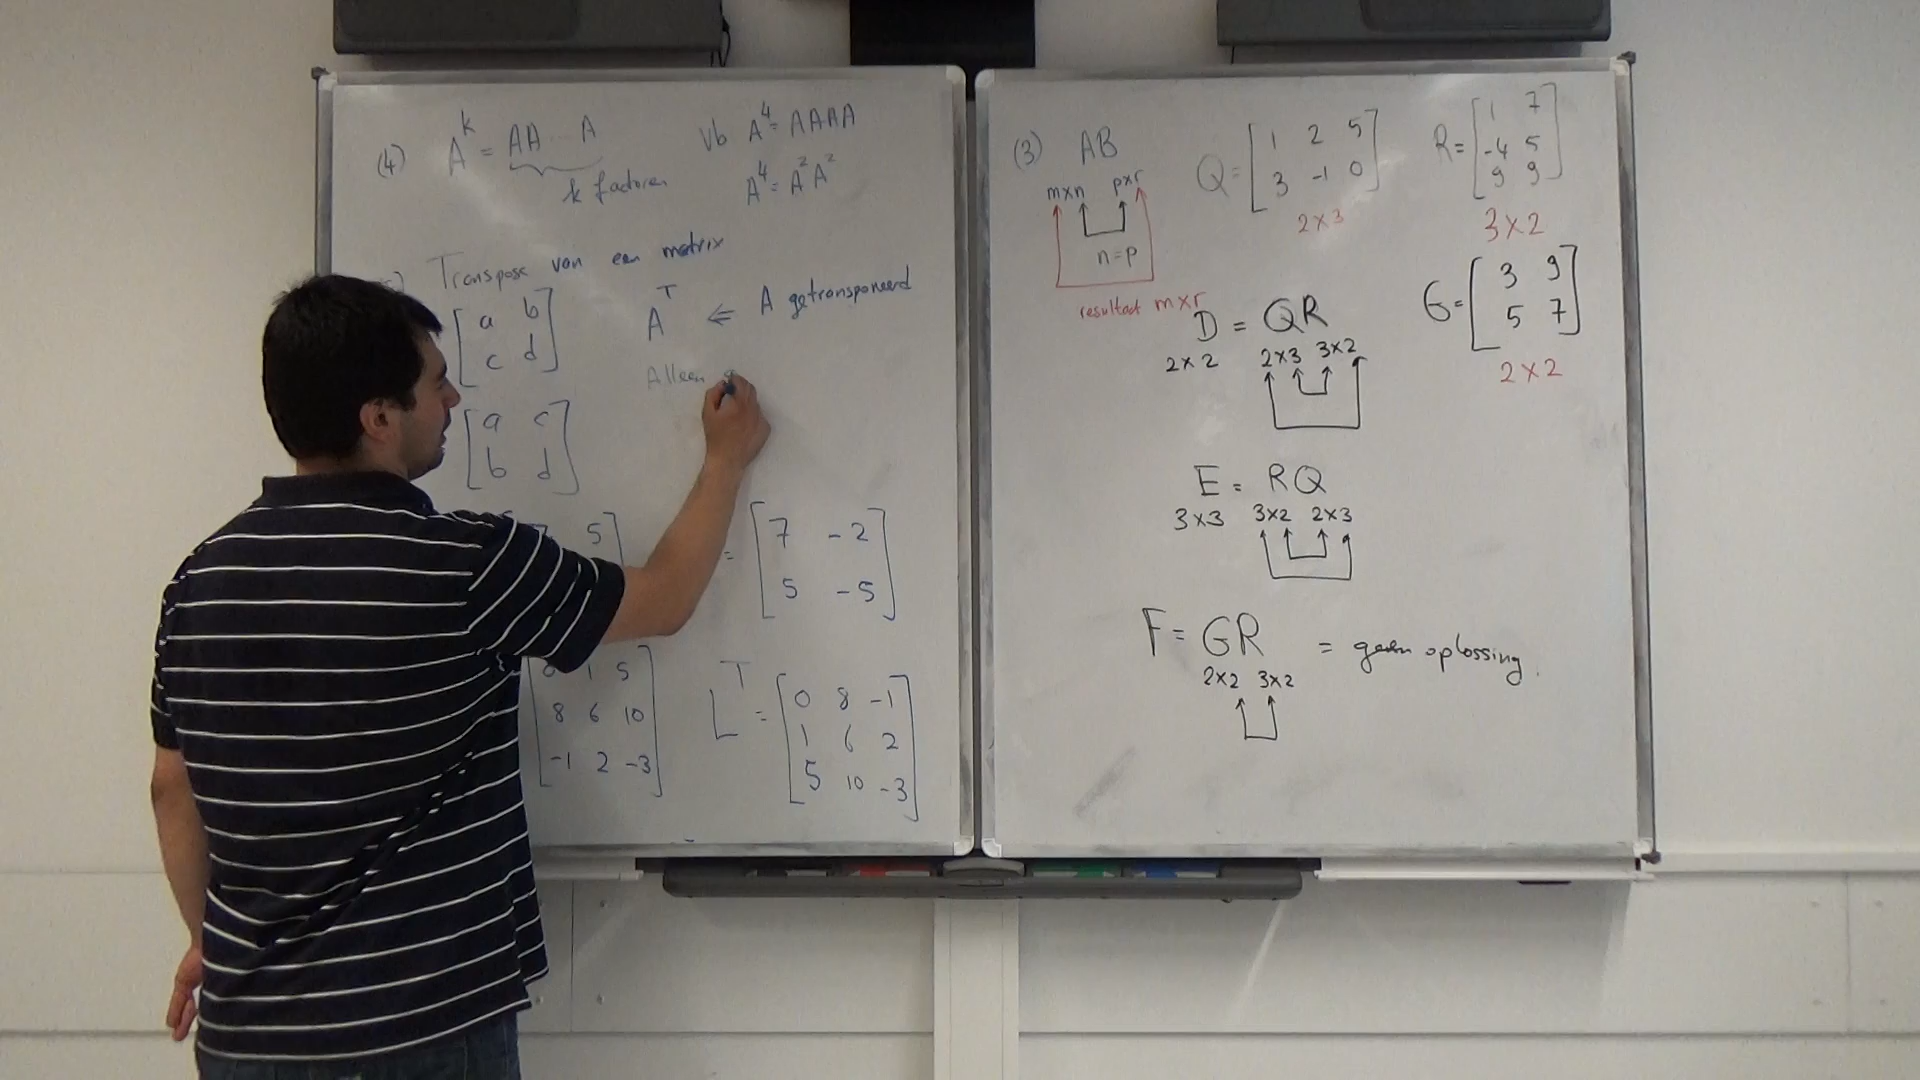 (4) A^k = AA ... A
k factoren
Vb A^4 = AAAA
A^4 = A^2 A^2
Transpose van een matrix
[a b
c d]
A^T ⇐ A getransponeerd
Alleen
[a c
b d]
5
= [7 -2
5 -5]
1 5
8 6 10
-1 2 -3]
L^T = [0 8 -1
1 6 2
5 10 -3]
(3) AB
m×n p×r
n=p
resultaat m×r
Q = [1 2 5
3 -1 0]
2×3
R = [1 7
-4 5
9 9]
3×2
G = [3 9
5 7]
2×2
D = QR
2×2 2×3 3×2
E = RQ
3×3 3×2 2×3
F = GR = geen oplossing.
2×2 3×2